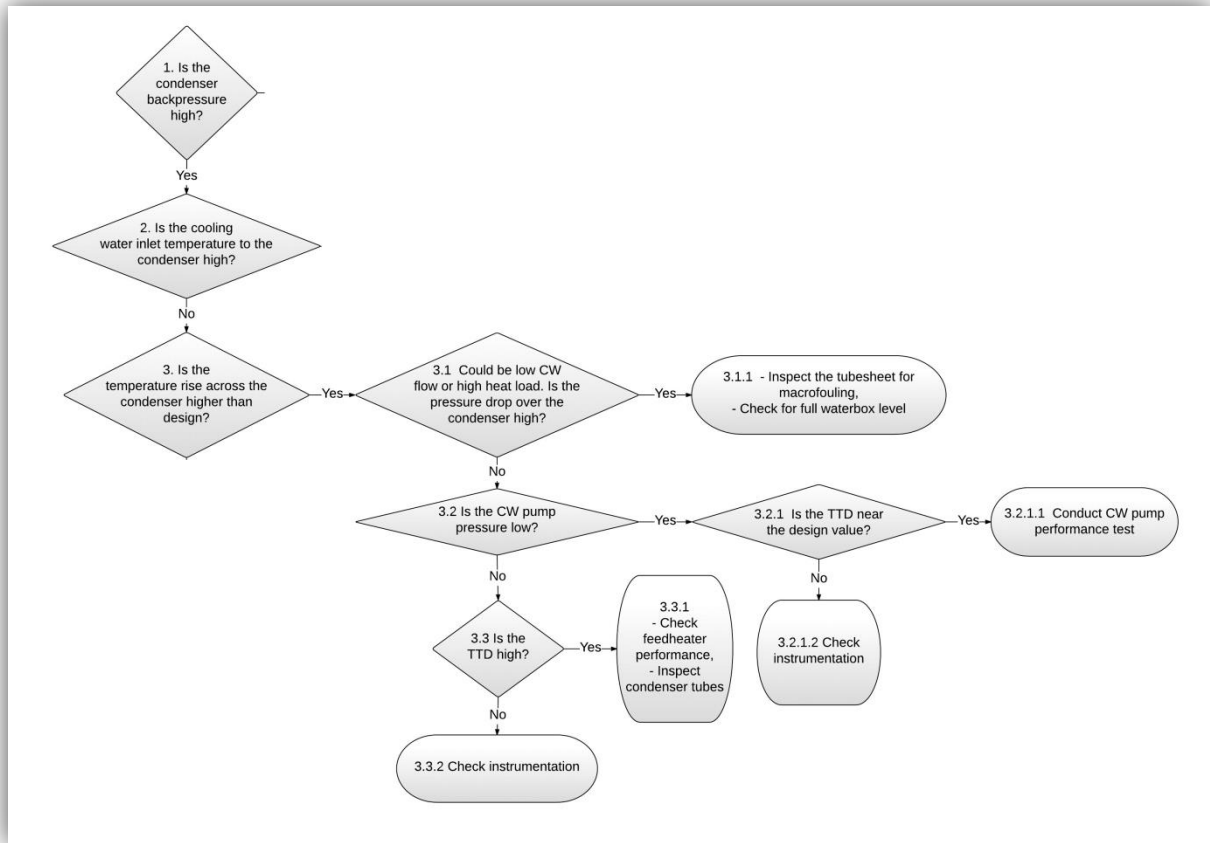 1. Is the
condenser
backpressure
high?
Yes
2. Is the cooling
water inlet temperature to the
condenser high?
No
3. Is the
temperature rise across the
condenser higher than
design?
Yes
3.1 Could be low CW
flow or high heat load. Is the
pressure drop over the
condenser high?
Yes
3.1.1 - Inspect the tubesheet for
macrofouling,
- Check for full waterbox level
No
3.2 Is the CW pump
pressure low?
Yes
3.2.1 Is the TTD near
the design value?
Yes
3.2.1.1 Conduct CW pump
performance test
No
No
3.3 Is the
TTD high?
Yes
3.3.1
- Check
feedheater
performance,
- Inspect
condenser tubes
3.2.1.2 Check
instrumentation
No
3.3.2 Check instrumentation